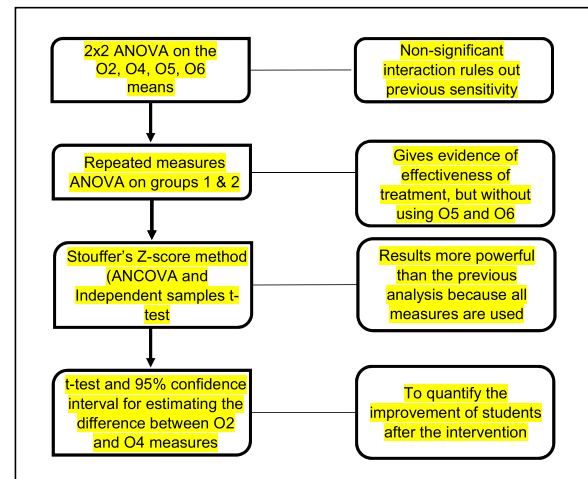 2x2 ANOVA on the
O2, O4, O5, O6
means
Non-significant
interaction rules out
previous sensitivity
Repeated measures
ANOVA on groups 1 & 2
Gives evidence of
effectiveness of
treatment, but without
using O5 and O6
Stouffer's Z-score method
(ANCOVA and
Independent samples t-
test
Results more powerful
than the previous
analysis because all
measures are used
t-test and 95% confidence
interval for estimating the
difference between O2
and O4 measures
To quantify the
improvement of students
after the intervention